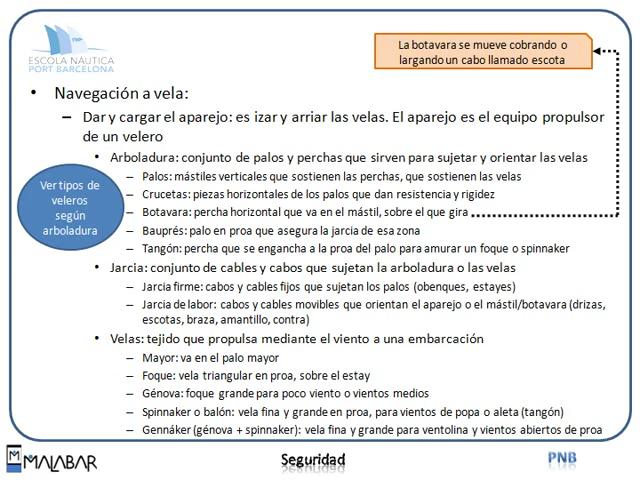 ESCOLA NÀUTICA
PORT BARCELONA
La botavara se mueve cobrando o
largando un cabo llamado escota
• Navegación a vela:
– Dar y cargar el aparejo: es izar y arriar las velas. El aparejo es el equipo propulsor
de un velero
• Arboladura: conjunto de palos y perchas que sirven para sujetar y orientar las velas
– Palos: mástiles verticales que sostienen las perchas, que sostienen las velas
– Crucetas: piezas horizontales de los palos que dan resistencia y rigidez
– Botavara: percha horizontal que va en el mástil, sobre el que gira
– Bauprés: palo en proa que asegura la jarcia de esa zona
– Tangón: percha que se engancha a la proa del palo para amurar un foque o spinnaker
Ver tipos de
veleros
según
arboladura
• Jarcia: conjunto de cables y cabos que sujetan la arboladura o las velas
– Jarcia firme: cabos y cables fijos que sujetan los palos (obenques, estayes)
– Jarcia de labor: cabos y cables movibles que orientan el aparejo o el mástil/botavara (drizas,
escotas, braza, amantillo, contra)
• Velas: tejido que propulsa mediante el viento a una embarcación
– Mayor: va en el palo mayor
– Foque: vela triangular en proa, sobre el estay
– Génova: foque grande para poco viento o vientos medios
– Spinnaker o balón: vela fina y grande en proa, para vientos de popa o aleta (tangón)
– Gennáker (génova + spinnaker): vela fina y grande para ventolina y vientos abiertos de proa
MALABAR
Seguridad
PNB